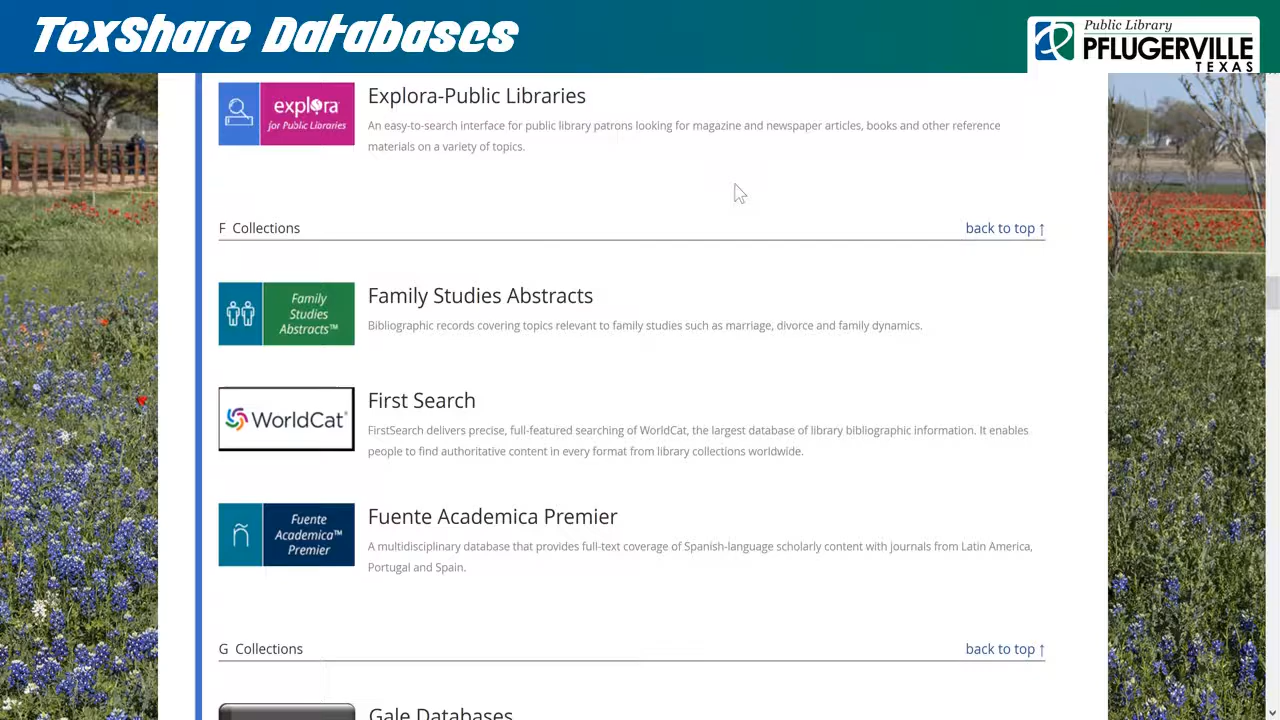 TexShare Databases
Public Library
PFLUGERVILLE
TEXAS
explora
for Public Libraries
Explora-Public Libraries
An easy-to-search interface for public library patrons looking for magazine and newspaper articles, books and other reference
materials on a variety of topics.
F Collections
back to top ↑
Family
Studies
Abstracts™
Family Studies Abstracts
Bibliographic records covering topics relevant to family studies such as marriage, divorce and family dynamics.
WorldCat®
First Search
FirstSearch delivers precise, full-featured searching of WorldCat, the largest database of library bibliographic information. It enables
people to find authoritative content in every format from library collections worldwide.
ñ
Fuente
Academica™
Premier
Fuente Academica Premier
A multidisciplinary database that provides full-text coverage of Spanish-language scholarly content with journals from Latin America,
Portugal and Spain.
G Collections
back to top ↑
Gale Databases